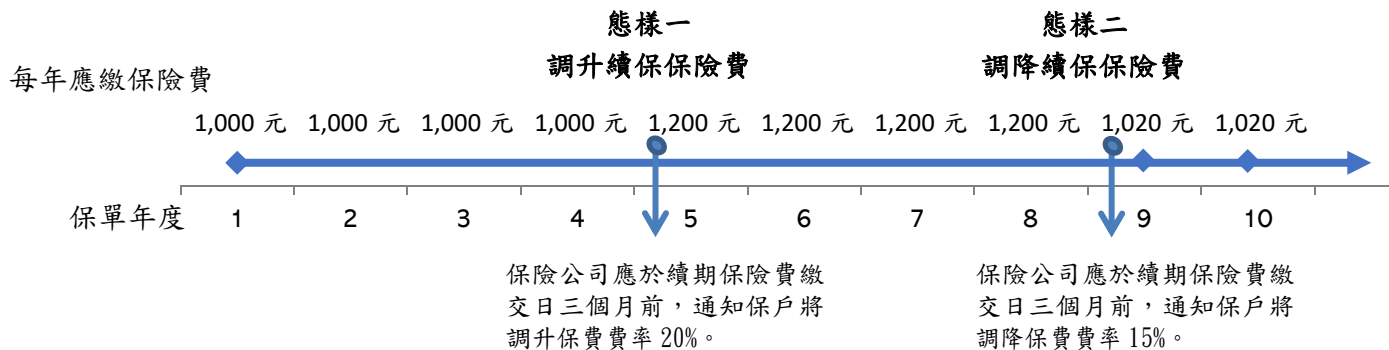 態樣一
調升續保保險費
態樣二
調降續保保險費
每年應繳保險費
1,000 元 1,000 元 1,000 元 1,000 元 1,200 元 1,200 元 1,200 元 1,200 元 1,020 元 1,020 元
保單年度 1 2 3 4 5 6 7 8 9 10
保險公司應於續期保險費繳
交日三個月前，通知保戶將
調升保費費率 20%。
保險公司應於續期保險費繳
交日三個月前，通知保戶將
調降保費費率 15%。